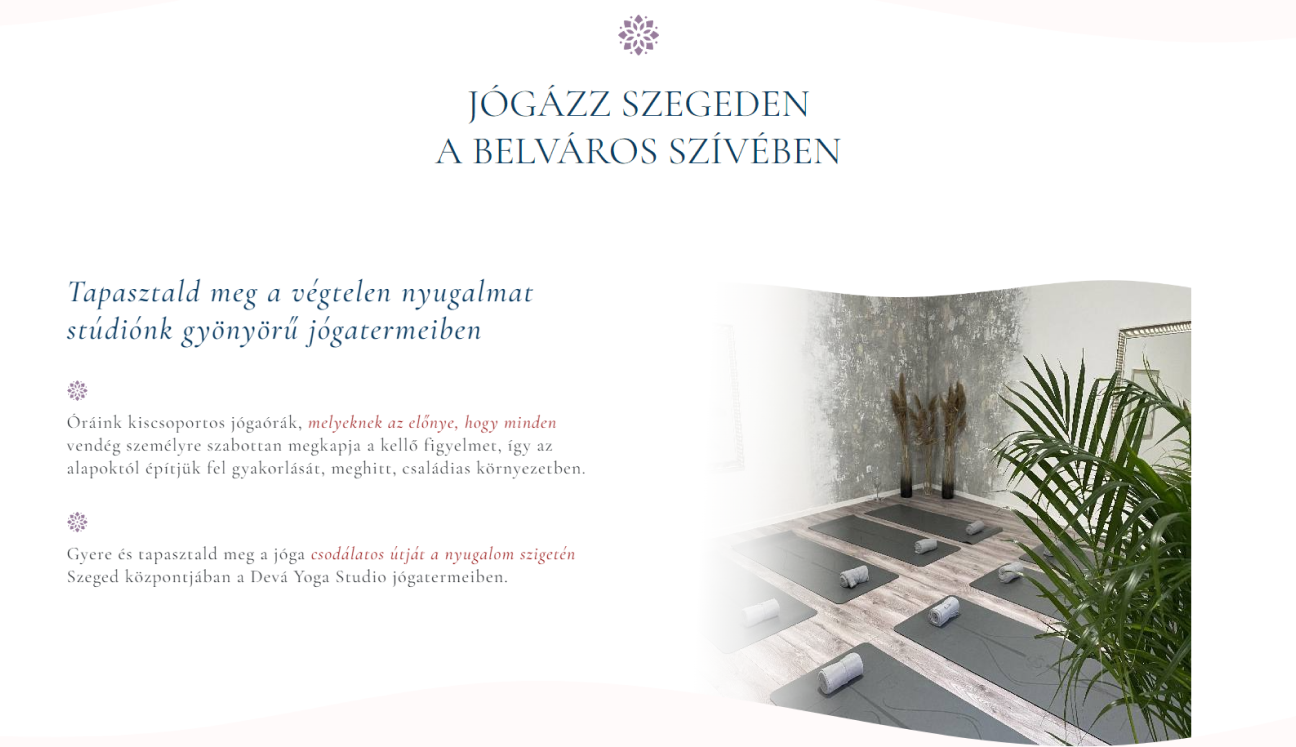 JÓGÁZZ SZEGEDEN
A BELVÁROS SZÍVÉBEN
Tapasztald meg a végtelen nyugalmat
stúdiónk gyönyörű jógatermeiben
Óráink kiscsoportos jógaórák, melyeknek az előnye, hogy minden
vendég személyre szabottan megkapja a kellő figyelmet, így az
alapoktól építjük fel gyakorlását, meghitt, családias környezetben.
Gyere és tapasztald meg a jóga csodálatos útját a nyugalom szigetén
Szeged központjában a Devá Yoga Studio jógatermeiben.